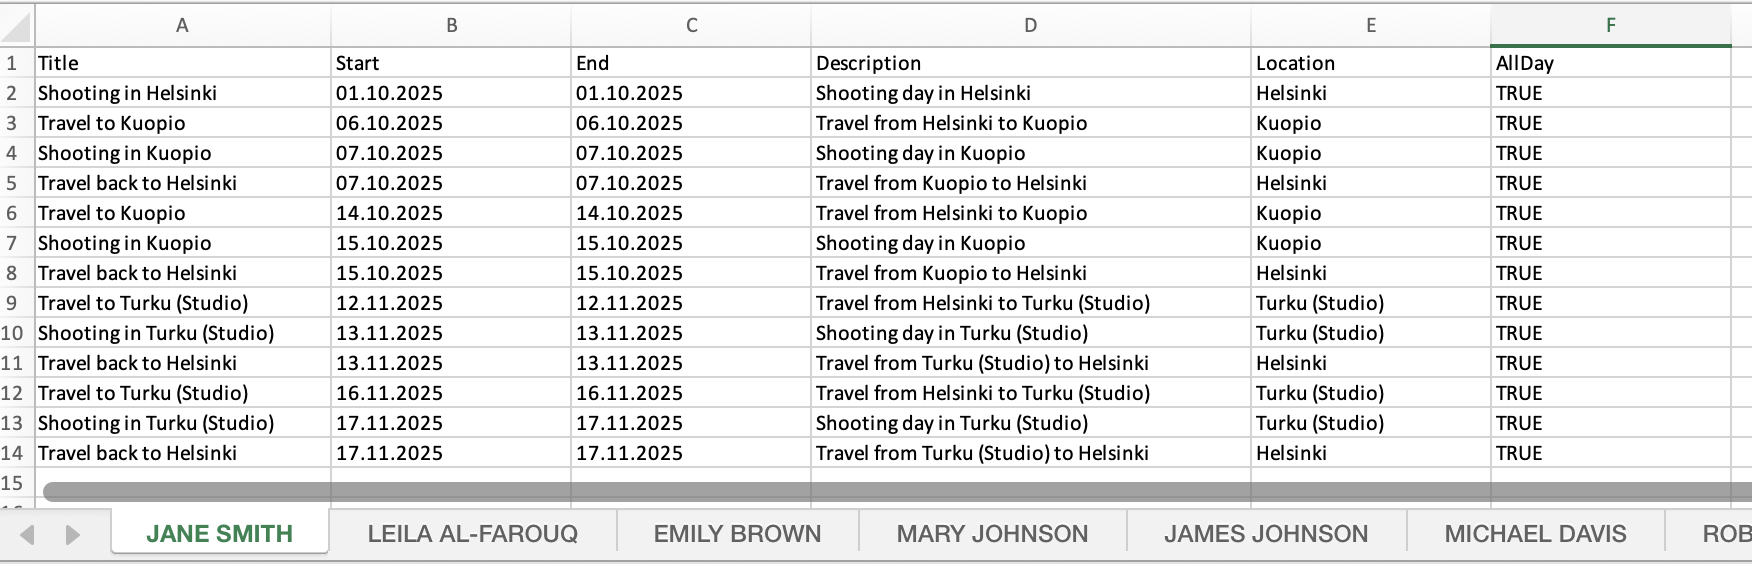 A B C D E F
1 Title Start End Description Location AllDay
2 Shooting in Helsinki 01.10.2025 01.10.2025 Shooting day in Helsinki Helsinki TRUE
3 Travel to Kuopio 06.10.2025 06.10.2025 Travel from Helsinki to Kuopio Kuopio TRUE
4 Shooting in Kuopio 07.10.2025 07.10.2025 Shooting day in Kuopio Kuopio TRUE
5 Travel back to Helsinki 07.10.2025 07.10.2025 Travel from Kuopio to Helsinki Helsinki TRUE
6 Travel to Kuopio 14.10.2025 14.10.2025 Travel from Helsinki to Kuopio Kuopio TRUE
7 Shooting in Kuopio 15.10.2025 15.10.2025 Shooting day in Kuopio Kuopio TRUE
8 Travel back to Helsinki 15.10.2025 15.10.2025 Travel from Kuopio to Helsinki Helsinki TRUE
9 Travel to Turku (Studio) 12.11.2025 12.11.2025 Travel from Helsinki to Turku (Studio) Turku (Studio) TRUE
10 Shooting in Turku (Studio) 13.11.2025 13.11.2025 Shooting day in Turku (Studio) Turku (Studio) TRUE
11 Travel back to Helsinki 13.11.2025 13.11.2025 Travel from Turku (Studio) to Helsinki Helsinki TRUE
12 Travel to Turku (Studio) 16.11.2025 16.11.2025 Travel from Helsinki to Turku (Studio) Turku (Studio) TRUE
13 Shooting in Turku (Studio) 17.11.2025 17.11.2025 Shooting day in Turku (Studio) Turku (Studio) TRUE
14 Travel back to Helsinki 17.11.2025 17.11.2025 Travel from Turku (Studio) to Helsinki Helsinki TRUE
15
JANE SMITH LEILA AL-FAROUQ EMILY BROWN MARY JOHNSON JAMES JOHNSON MICHAEL DAVIS ROB